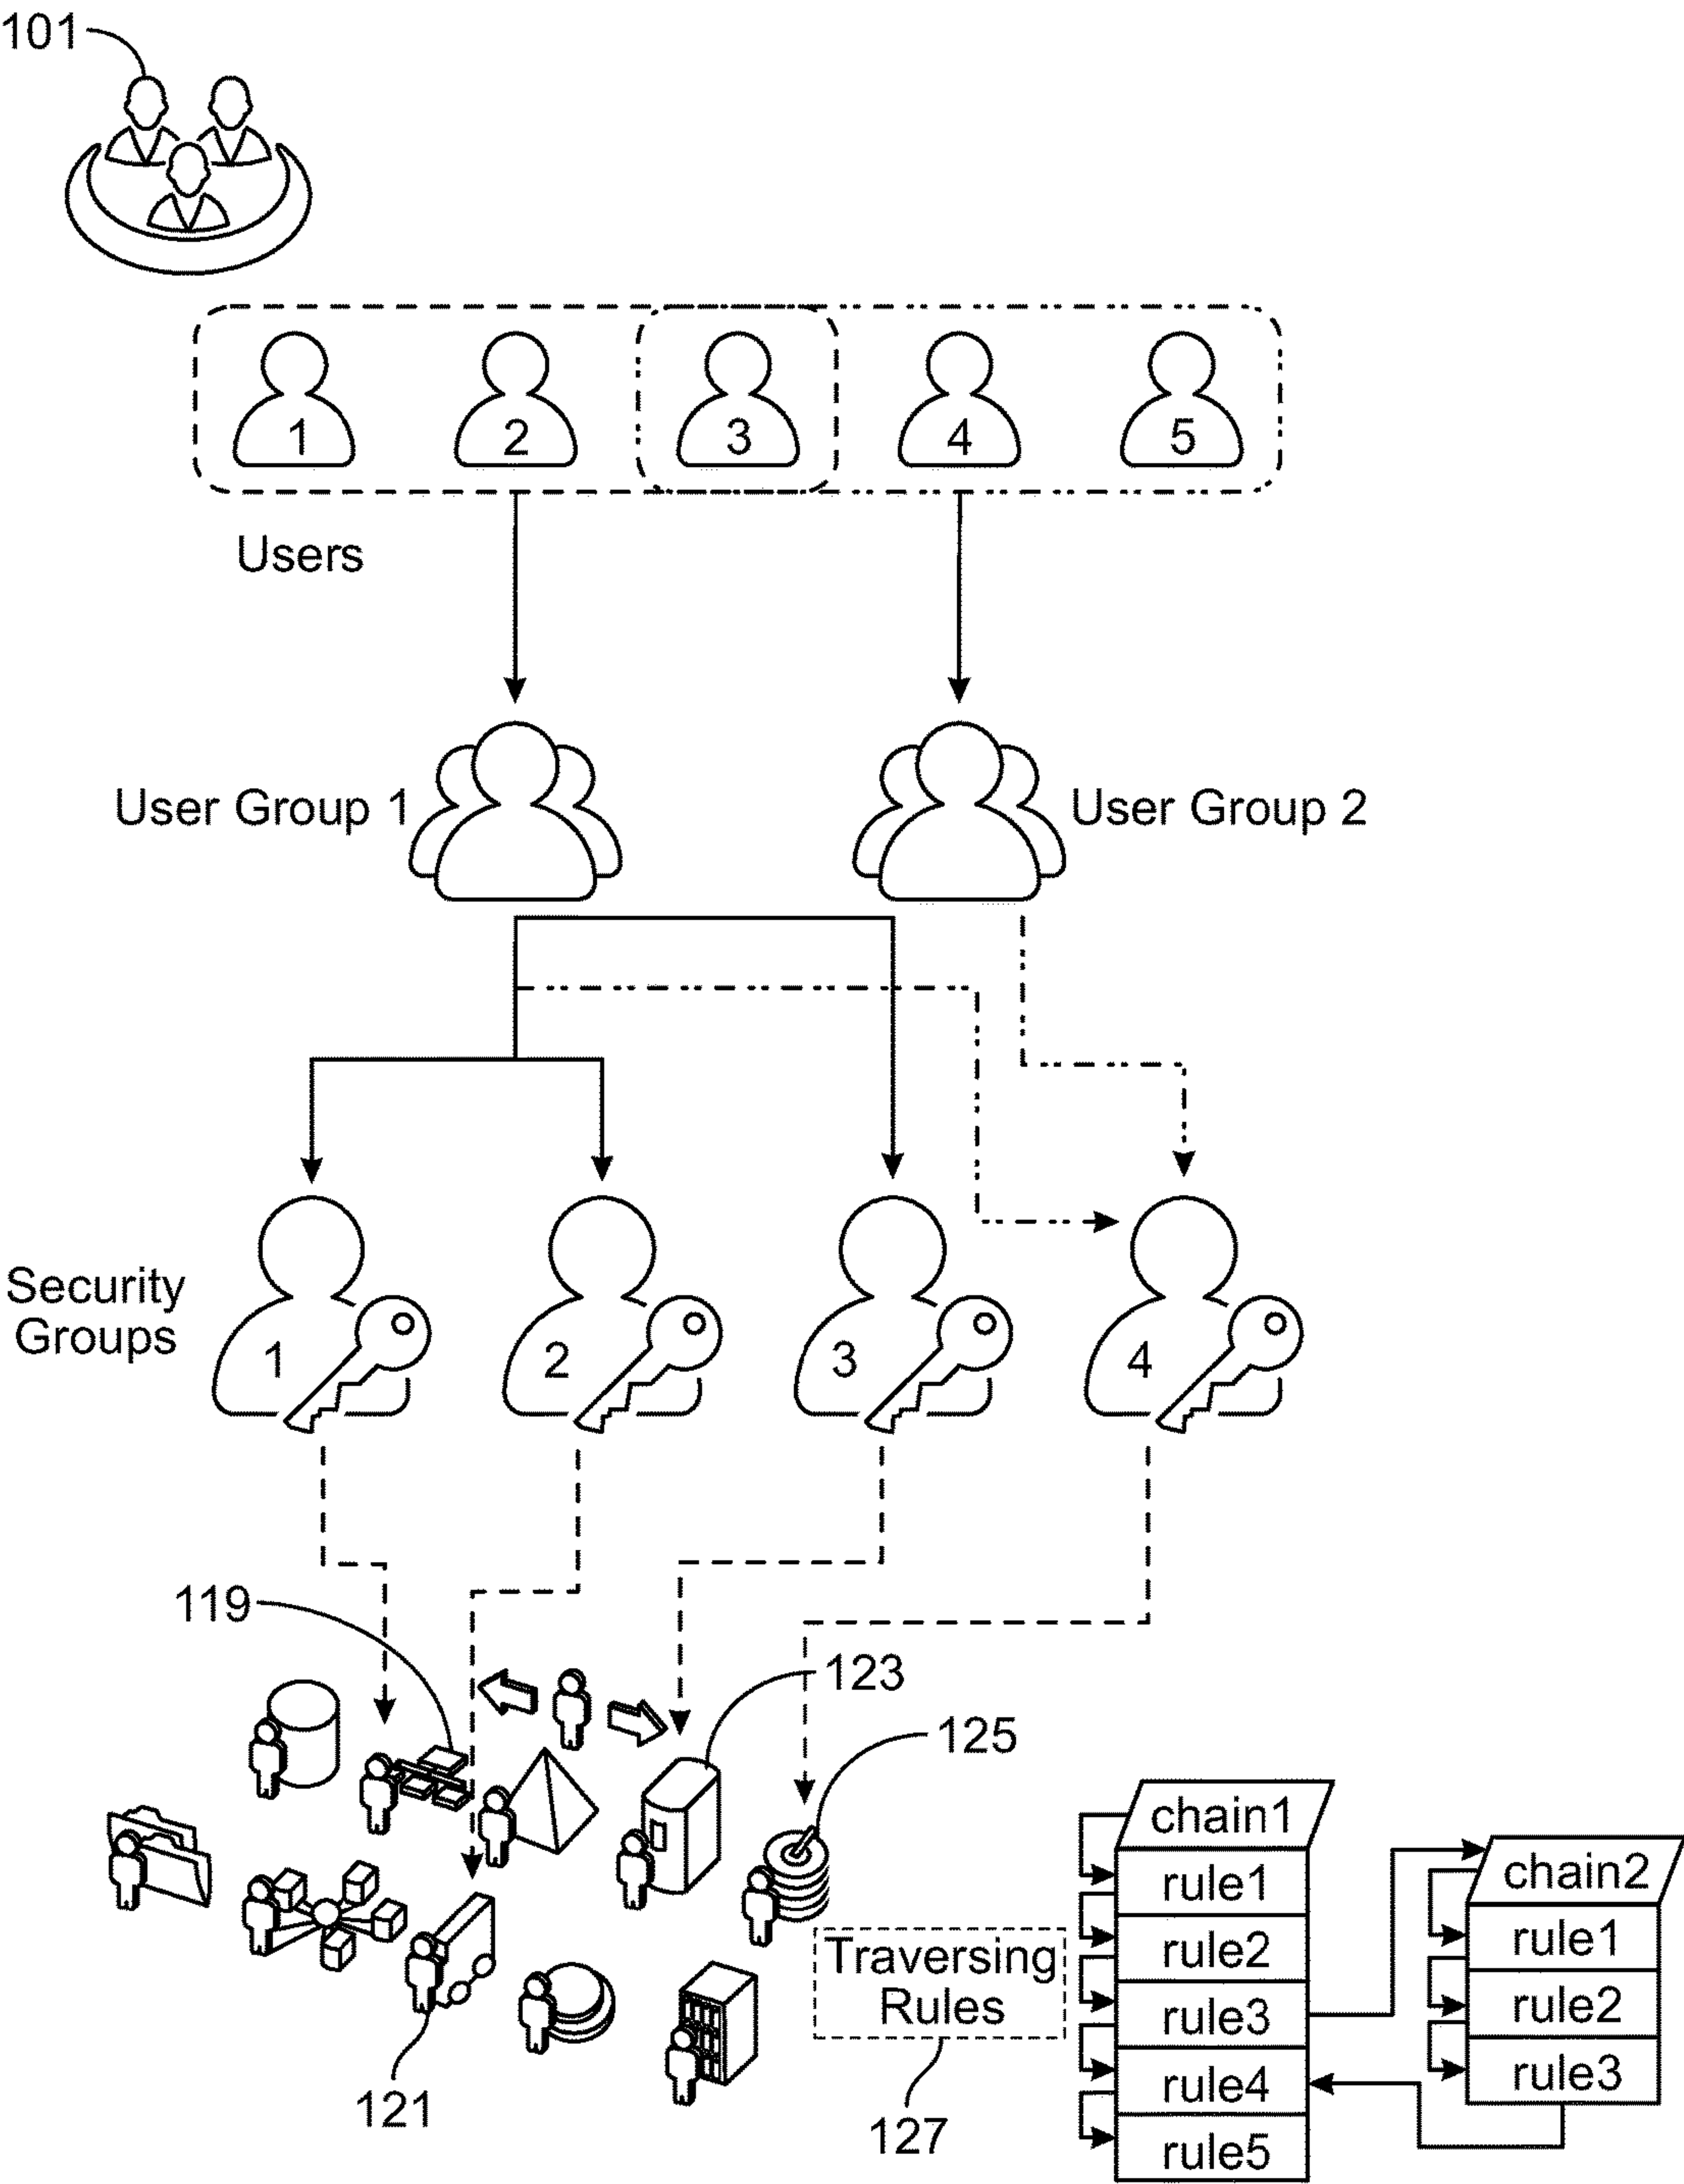 101
1
2
3
4
5
Users
User Group 1
User Group 2
Security
Groups
1
2
3
4
119
123
125
121
Traversing
Rules
127
chain1
rule1
rule2
rule3
rule4
rule5
chain2
rule1
rule2
rule3